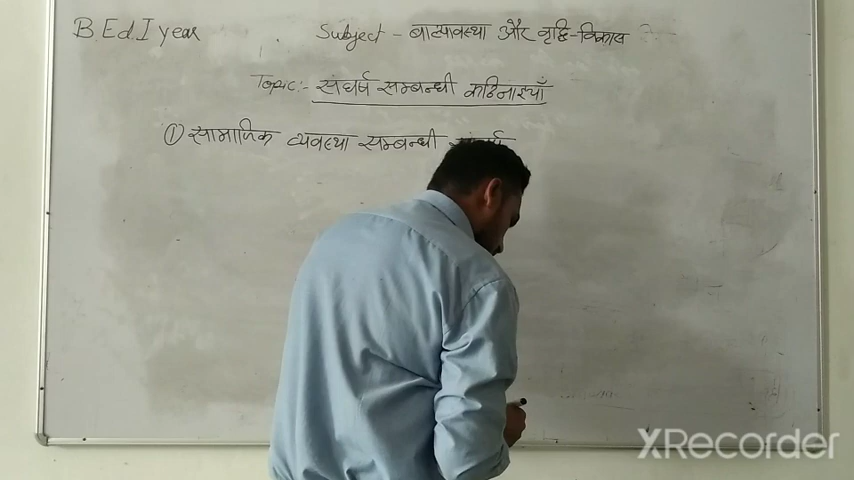 B.Ed. I year
Subject - बाल्यावस्था और वृद्धि-विकास
Topic:- संघर्ष सम्बन्धी कठिनाइयाँ
① सामाजिक व्यवस्था सम्बन्धी
XRecorder